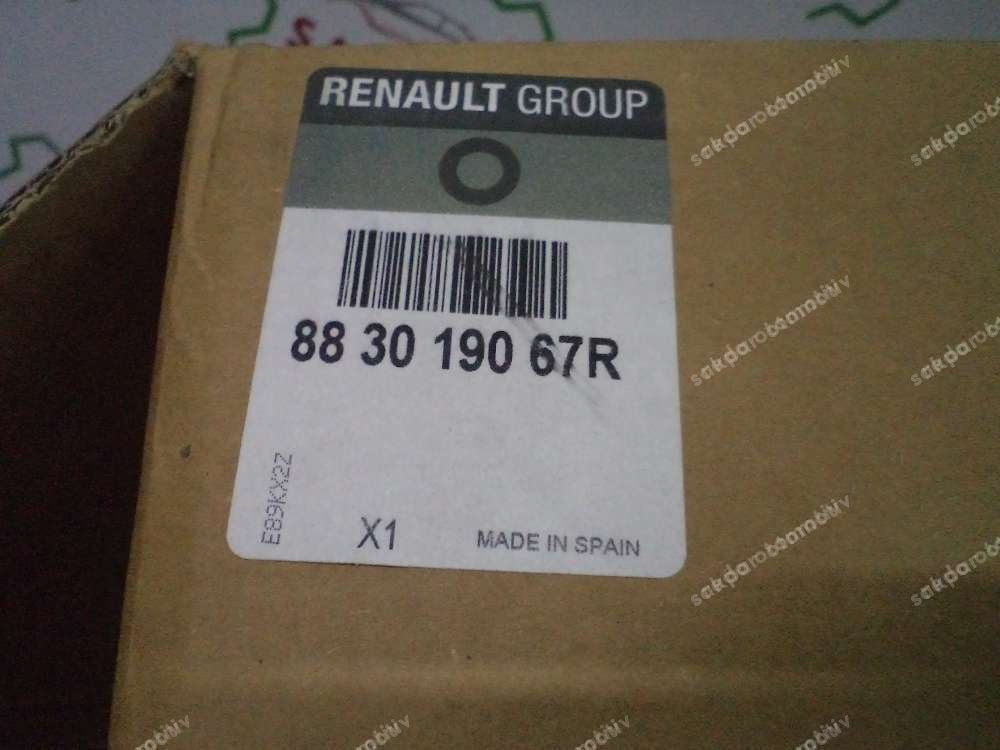 RENAULT GROUP
88 30 190 67R
E89KX2Z
X1
MADE IN SPAIN